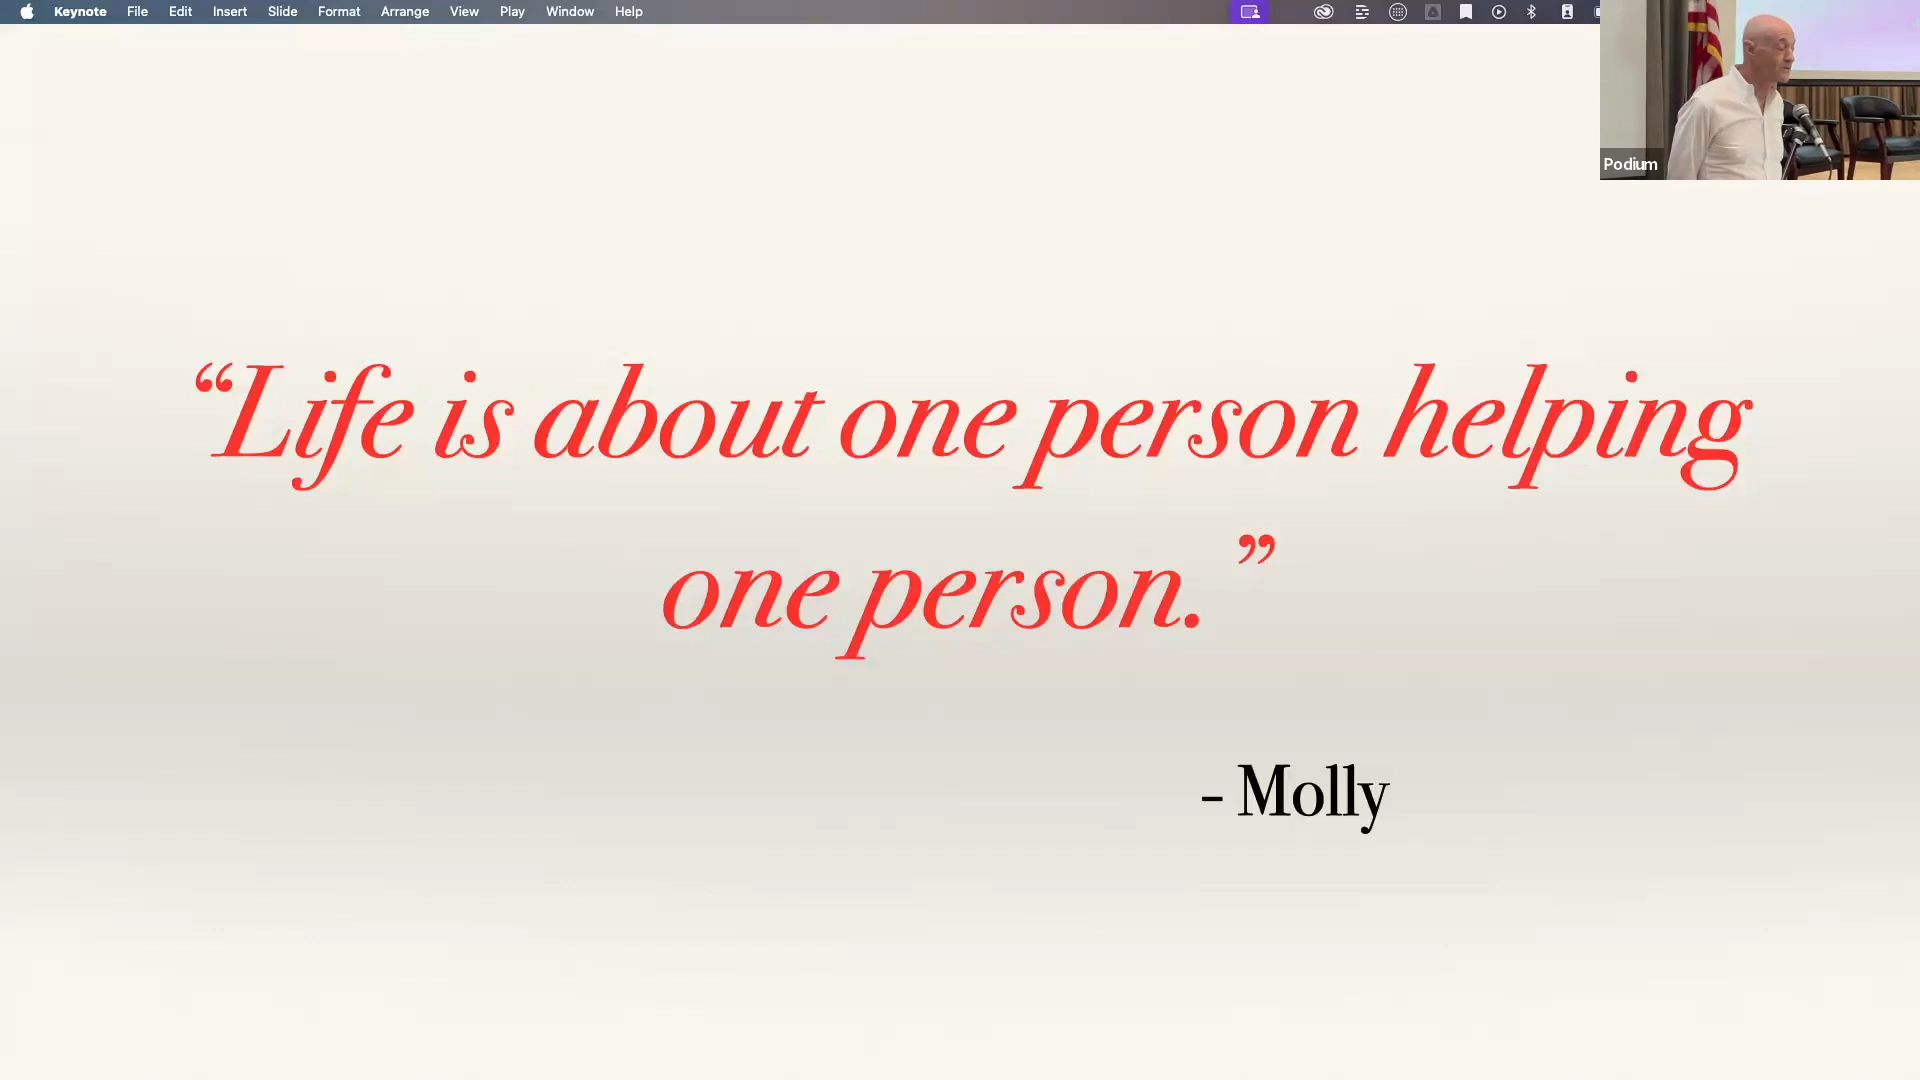 Keynote File Edit Insert Slide Format Arrange View Play Window Help
Podium
“Life is about one person helping
one person.”
- Molly